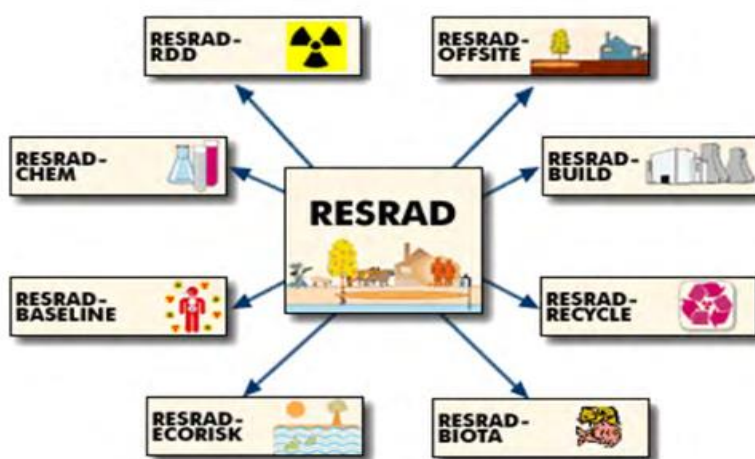 RESRAD-
RDD
RESRAD-
OFFSITE
RESRAD-
CHEM
RESRAD-
BUILD
RESRAD
RESRAD-
BASELINE
RESRAD-
RECYCLE
RESRAD-
ECORISK
RESRAD-
BIOTA